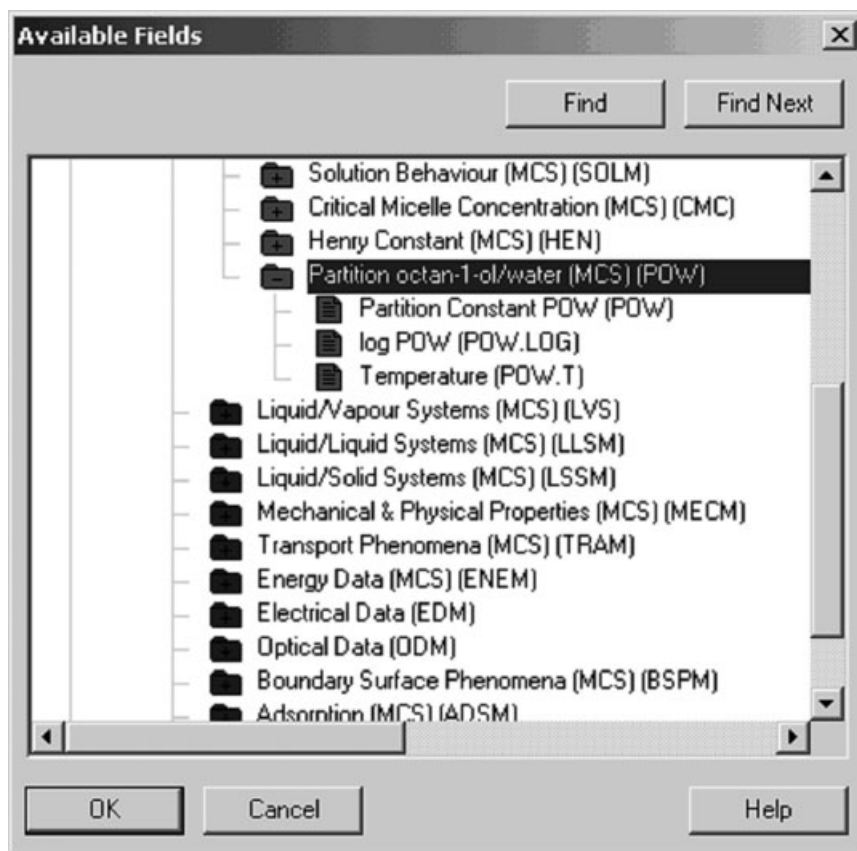 Available Fields
Find Find Next
Solution Behaviour (MCS) (SOLM)
Critical Micelle Concentration (MCS) (CMC)
Henry Constant (MCS) (HEN)
Partition octan-1-ol/water (MCS) (POW)
Partition Constant POW (POW)
log POW (POW.LOG)
Temperature (POW.T)
Liquid/Vapour Systems (MCS) (LVS)
Liquid/Liquid Systems (MCS) (LLSM)
Liquid/Solid Systems (MCS) (LSSM)
Mechanical & Physical Properties (MCS) (MECM)
Transport Phenomena (MCS) (TRAM)
Energy Data (MCS) (ENEM)
Electrical Data (EDM)
Optical Data (ODM)
Boundary Surface Phenomena (MCS) (BSPM)
Adsorption (MCS) (ADSM)
OK Cancel Help